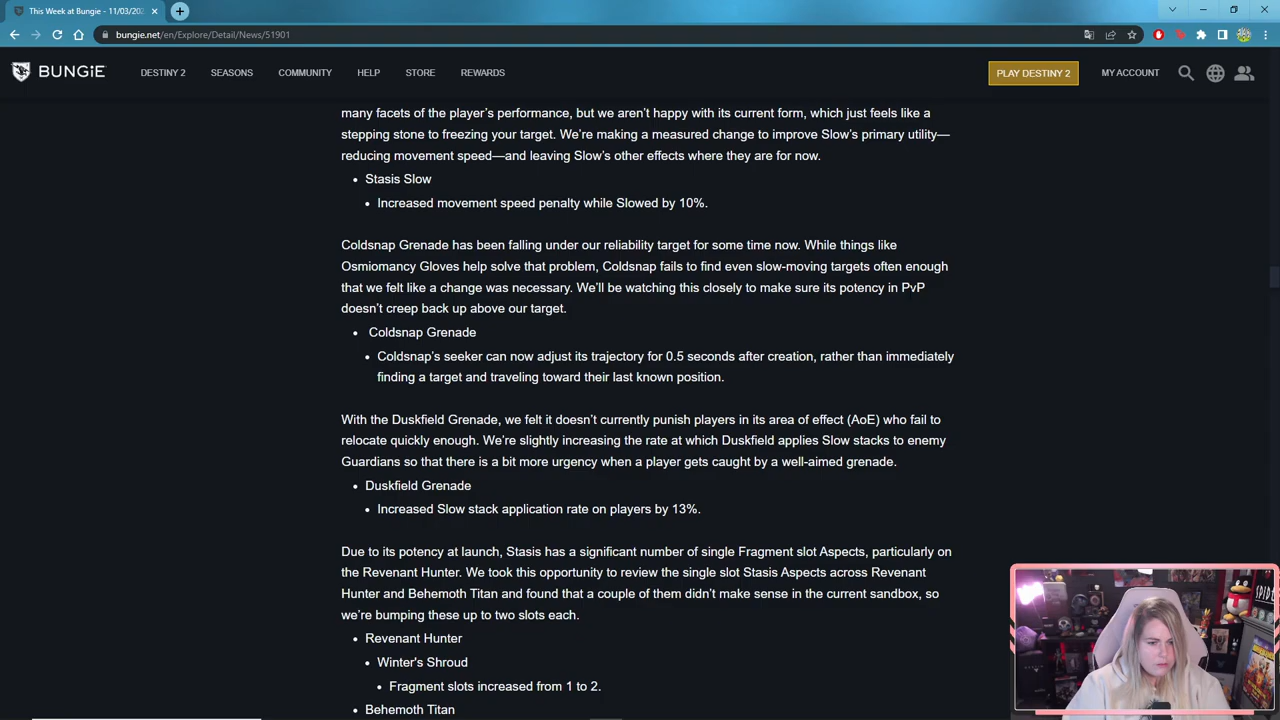 This Week at Bungie - 11/03/202
bungie.net/en/Explore/Detail/News/51901
BUNGiE
DESTINY 2
SEASONS
COMMUNITY
HELP
STORE
REWARDS
PLAY DESTINY 2
MY ACCOUNT
many facets of the player's performance, but we aren't happy with its current form, which just feels like a
stepping stone to freezing your target. We're making a measured change to improve Slow's primary utility—
reducing movement speed—and leaving Slow's other effects where they are for now.
• Stasis Slow
• Increased movement speed penalty while Slowed by 10%.
Coldsnap Grenade has been falling under our reliability target for some time now. While things like
Osmiomancy Gloves help solve that problem, Coldsnap fails to find even slow-moving targets often enough
that we felt like a change was necessary. We'll be watching this closely to make sure its potency in PvP
doesn't creep back up above our target.
• Coldsnap Grenade
• Coldsnap's seeker can now adjust its trajectory for 0.5 seconds after creation, rather than immediately
finding a target and traveling toward their last known position.
With the Duskfield Grenade, we felt it doesn't currently punish players in its area of effect (AoE) who fail to
relocate quickly enough. We're slightly increasing the rate at which Duskfield applies Slow stacks to enemy
Guardians so that there is a bit more urgency when a player gets caught by a well-aimed grenade.
• Duskfield Grenade
• Increased Slow stack application rate on players by 13%.
Due to its potency at launch, Stasis has a significant number of single Fragment slot Aspects, particularly on
the Revenant Hunter. We took this opportunity to review the single slot Stasis Aspects across Revenant
Hunter and Behemoth Titan and found that a couple of them didn't make sense in the current sandbox, so
we're bumping these up to two slots each.
• Revenant Hunter
• Winter's Shroud
• Fragment slots increased from 1 to 2.
• Behemoth Titan